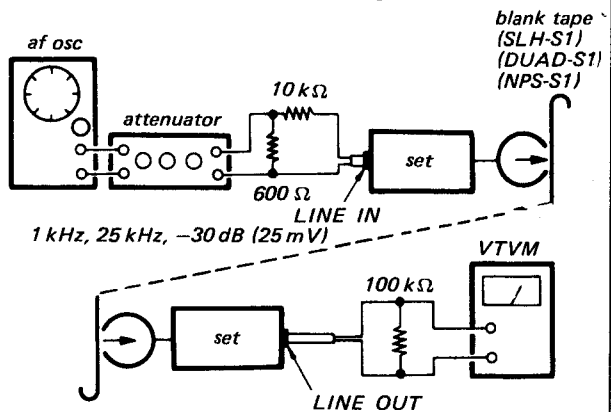 af osc
blank tape
(SLH-S1)
(DUAD-S1)
(NPS-S1)
attenuator
10 kΩ
600 Ω
set
LINE IN
1 kHz, 25 kHz, −30 dB (25 mV)
VTVM
100 kΩ
set
LINE OUT